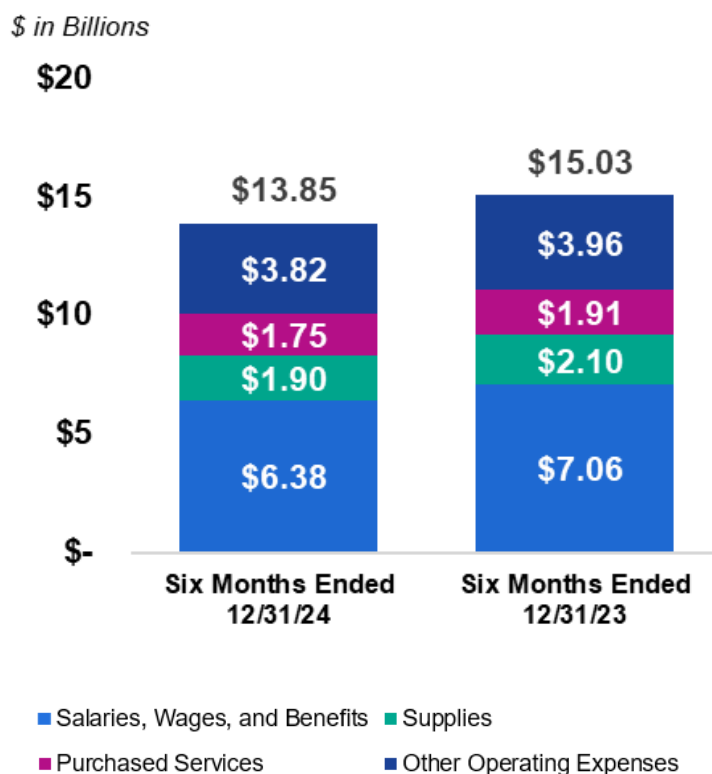 $ in Billions
$20
$15
$10
$5
$-
$13.85
$3.82
$1.75
$1.90
$6.38
$15.03
$3.96
$1.91
$2.10
$7.06
Six Months Ended
12/31/24
Six Months Ended
12/31/23
Salaries, Wages, and Benefits
Supplies
Purchased Services
Other Operating Expenses